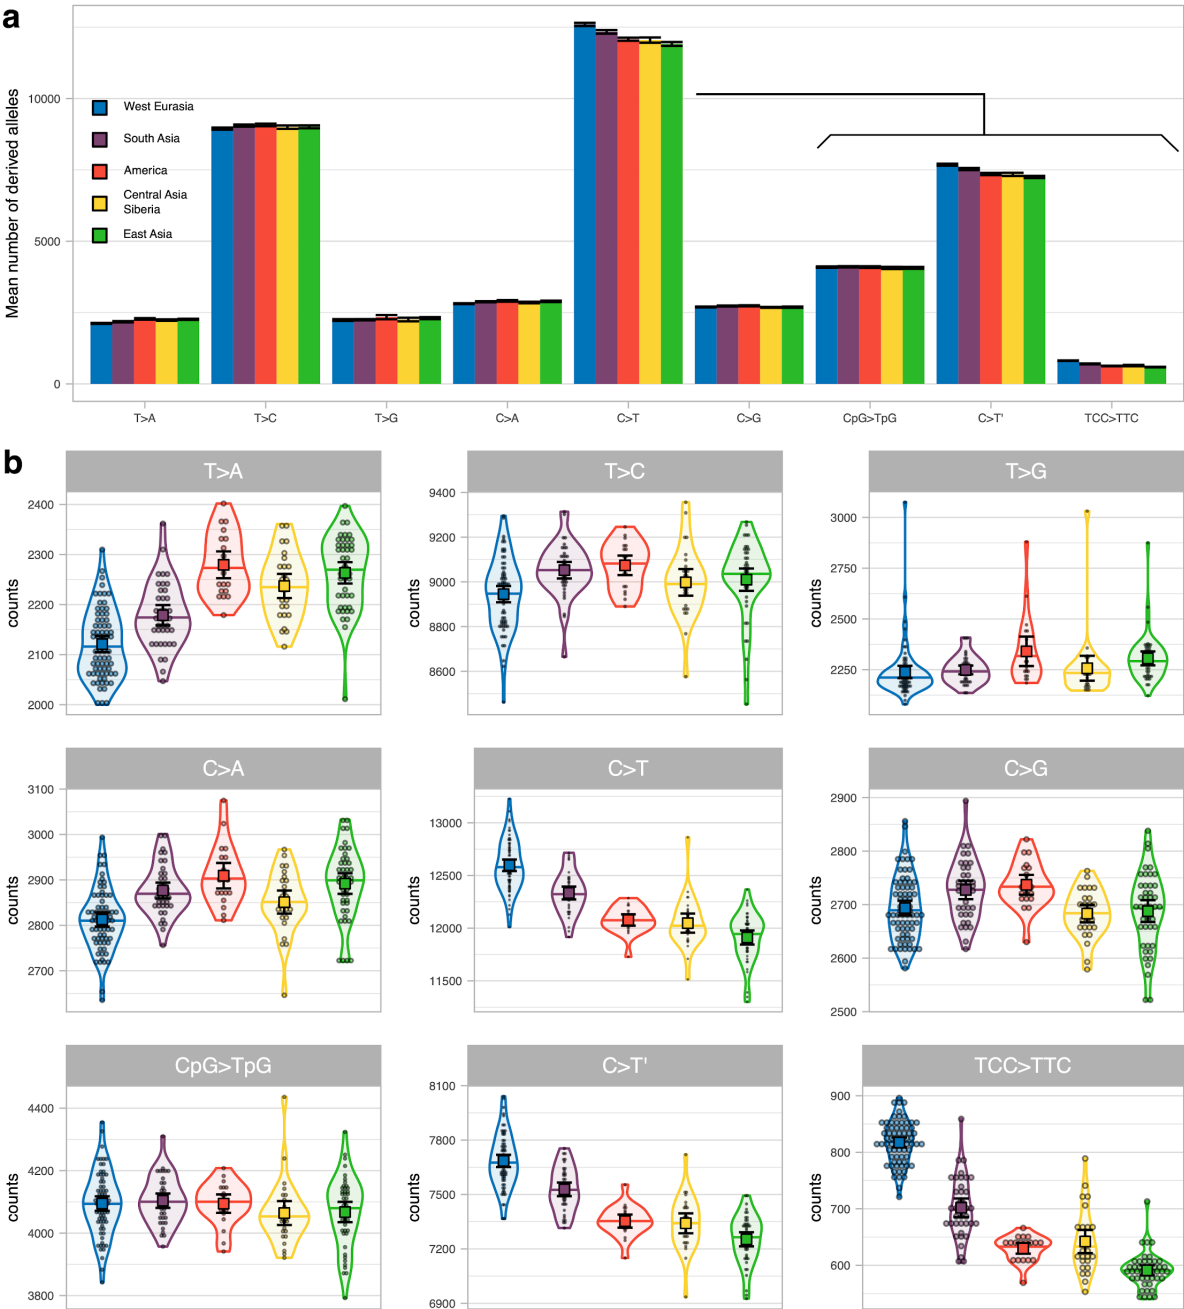 a
Mean number of derived alleles
10000
5000
0
West Eurasia
South Asia
America
Central Asia
Siberia
East Asia
T>A T>C T>G C>A C>T C>G CpG>TpG C>T' TCC>TTC
b
T>A
counts
2400
2300
2200
2100
2000
T>C
counts
9400
9200
9000
8800
8600
T>G
counts
3000
2750
2500
2250
C>A
counts
3100
3000
2900
2800
2700
C>T
counts
13000
12500
12000
11500
C>G
counts
2900
2800
2700
2600
2500
CpG>TpG
counts
4400
4200
4000
3800
C>T'
counts
8100
7800
7500
7200
6900
TCC>TTC
counts
900
800
700
600